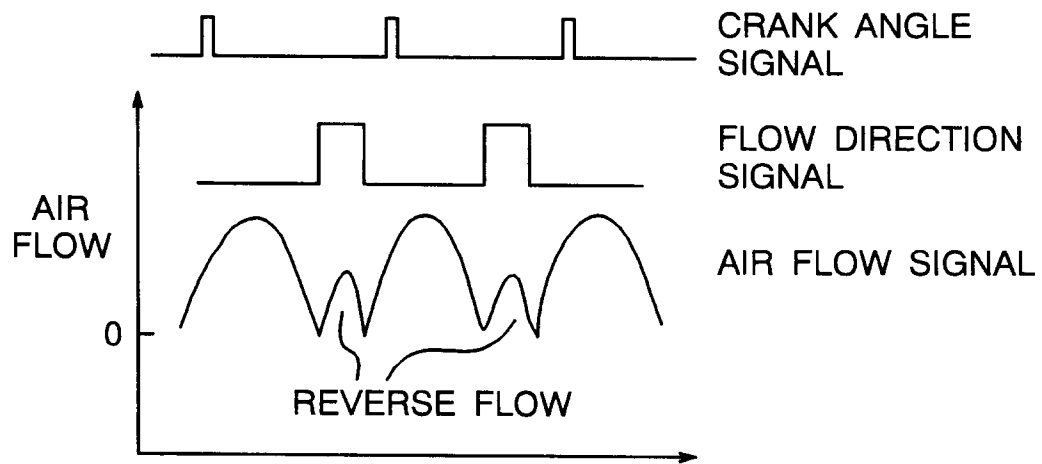 CRANK ANGLE
SIGNAL
FLOW DIRECTION
SIGNAL
AIR
FLOW
AIR FLOW SIGNAL
0
REVERSE FLOW